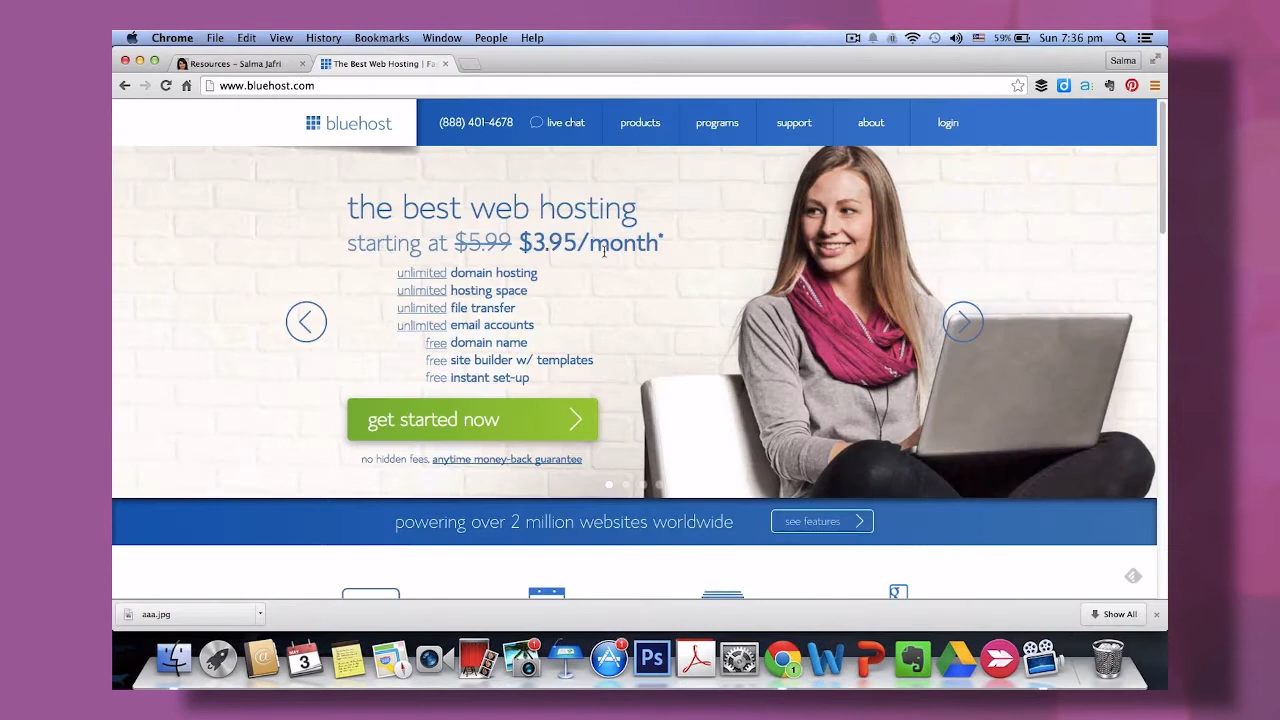 Chrome File Edit View History Bookmarks Window People Help 59% Sun 7:36 pm
Resources – Salma Jafri The Best Web Hosting | Fa Salma
www.bluehost.com
bluehost (888) 401-4678 live chat products programs support about login
the best web hosting
starting at $5.99 $3.95/month*
unlimited domain hosting
unlimited hosting space
unlimited file transfer
unlimited email accounts
free domain name
free site builder w/ templates
free instant set-up
get started now
no hidden fees, anytime money-back guarantee
powering over 2 million websites worldwide see features
aaa.jpg Show All
3 Ps 1